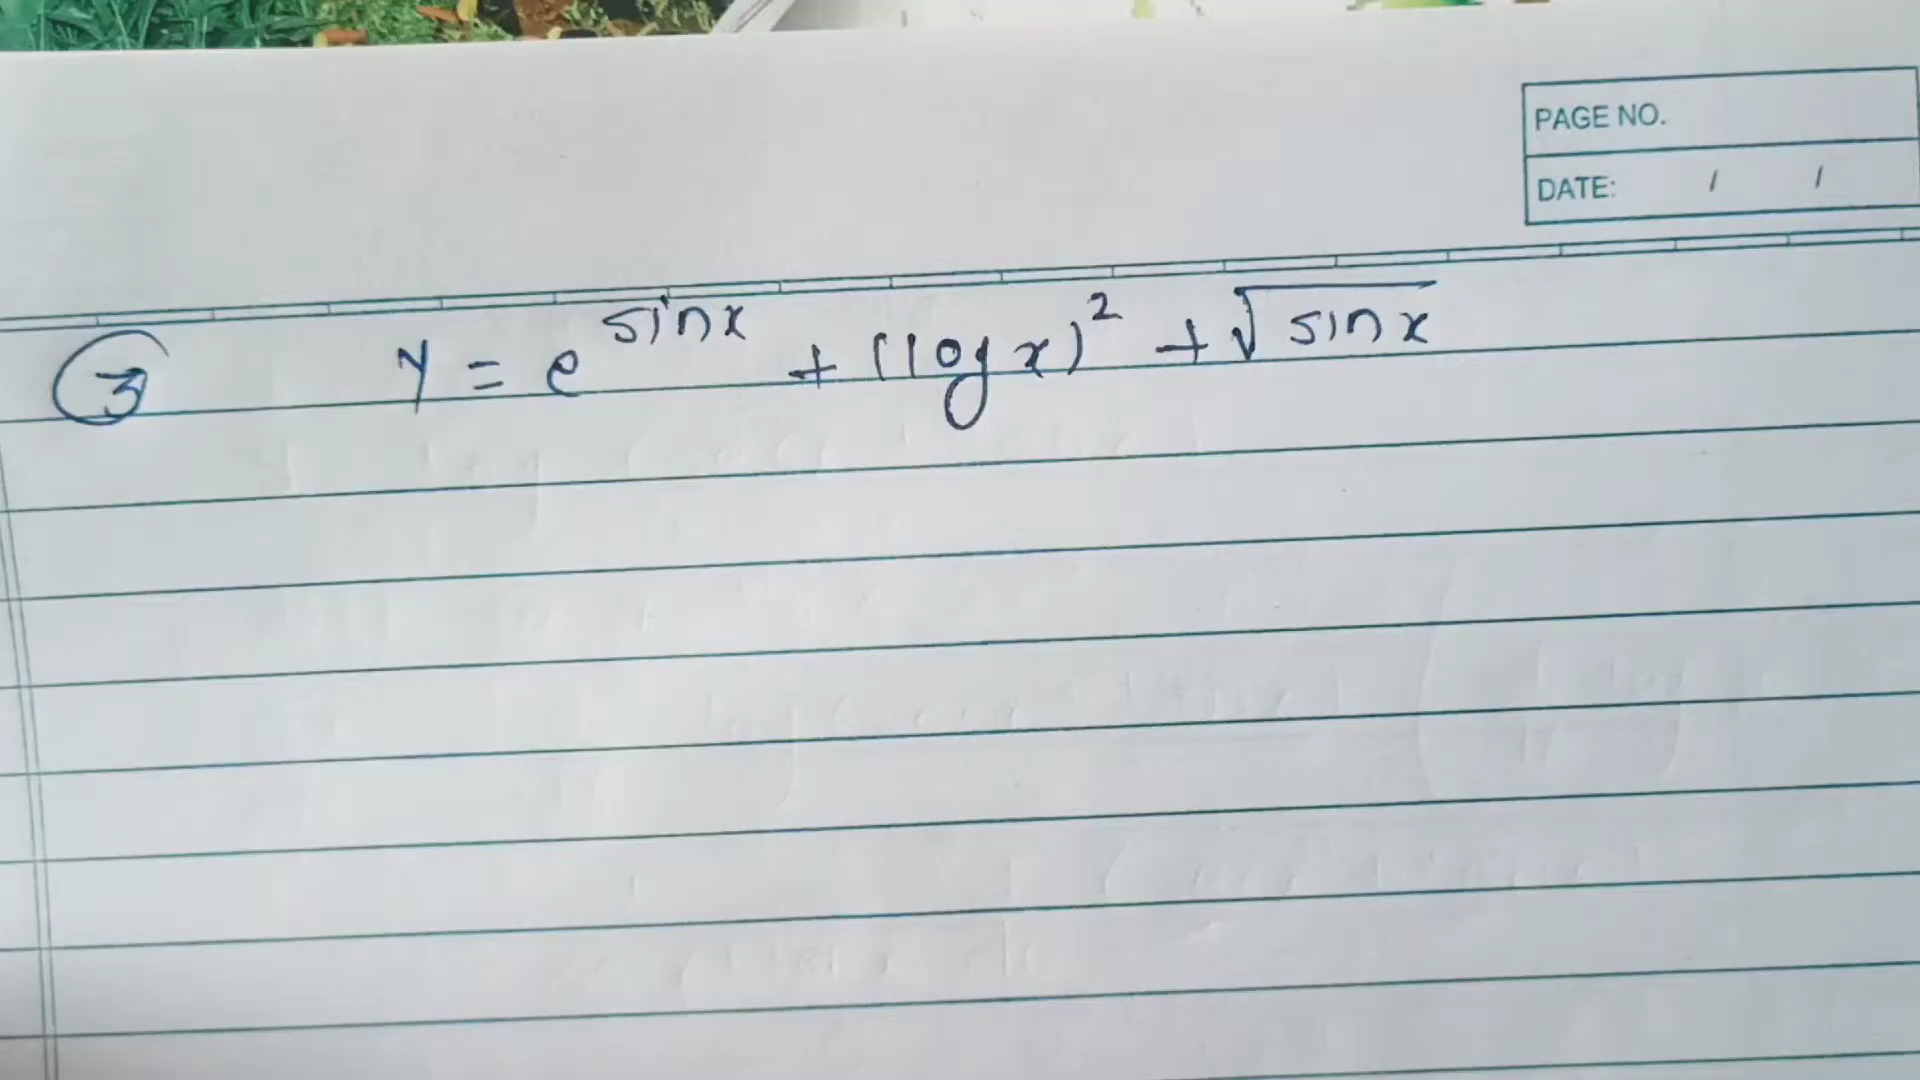 PAGE NO.
DATE: / /
③ y = e^{sinx} + (log x)² + √sin x